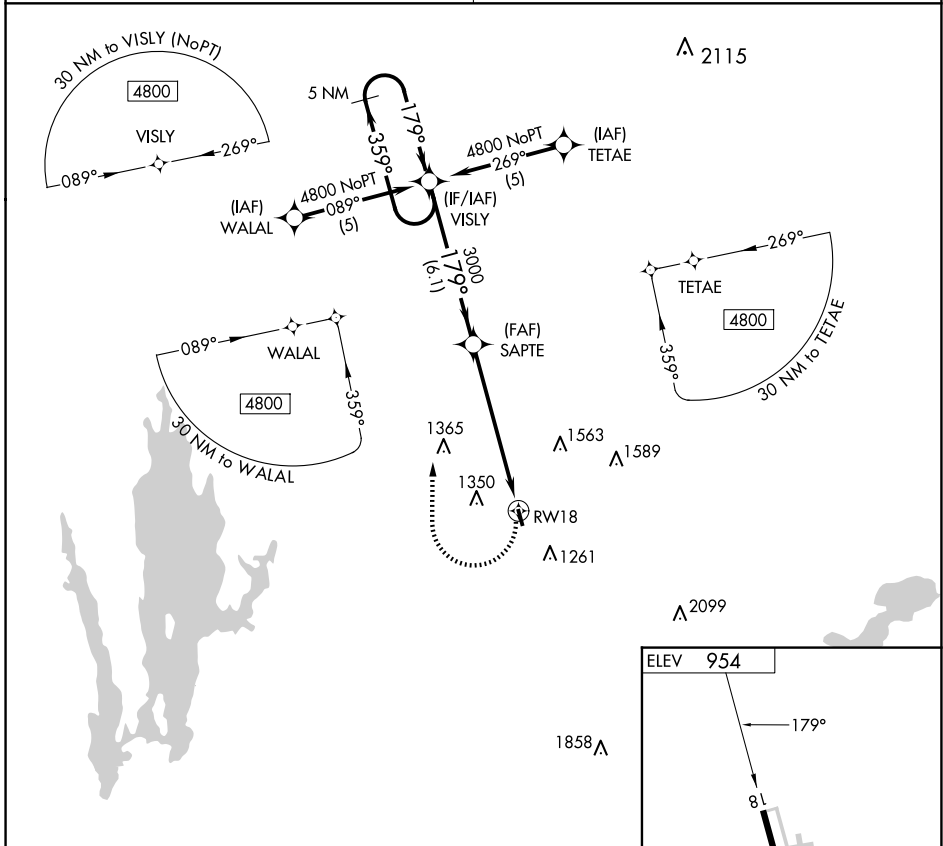 30 NM to VISLY (NoPT)
4800
VISLY
089°
269°
2115
5 NM
179°
359°
4800 NoPT
269°
(5)
(IAF)
TETAE
4800 NoPT
089°
(5)
(IAF)
WALAL
(IF/IAF)
VISLY
3000
179°
(6.1)
269°
TETAE
4800
359°
30 NM to TETAE
(FAF)
SAPTE
089°
WALAL
4800
359°
30 NM to WALAL
1365
1563
1589
1350
RW18
1261
2099
ELEV 954
179°
18
1858